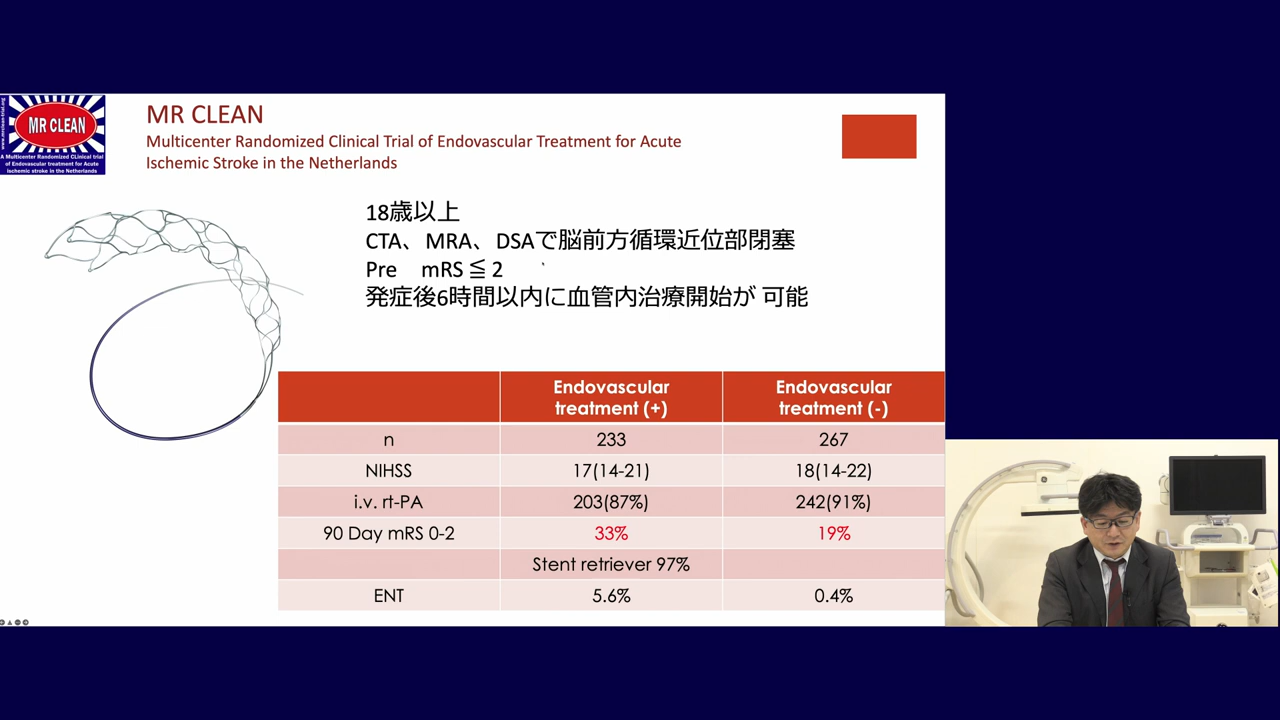 www.mrclean-trial.org
MR CLEAN
A Multicenter Randomized CLinical trial
of Endovascular treatment for Acute
ischemic stroke in the Netherlands
MR CLEAN
Multicenter Randomized Clinical Trial of Endovascular Treatment for Acute
Ischemic Stroke in the Netherlands
18歳以上
CTA、MRA、DSAで脳前方循環近位部閉塞
Pre　mRS≦2
発症後6時間以内に血管内治療開始が 可能
Endovascular treatment (+) Endovascular treatment (-)
n 233 267
NIHSS 17(14-21) 18(14-22)
i.v. rt-PA 203(87%) 242(91%)
90 Day mRS 0-2 33% 19%
Stent retriever 97%
ENT 5.6% 0.4%